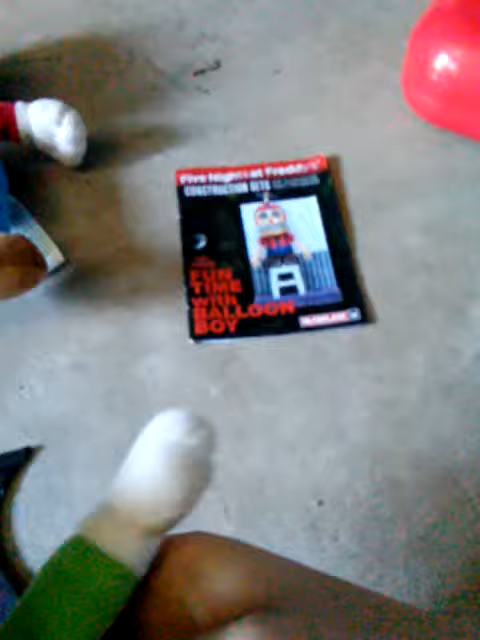 Five Nights at Freddy's
CONSTRUCTION SETS
FUN
TIME
with
BALLOON
BOY